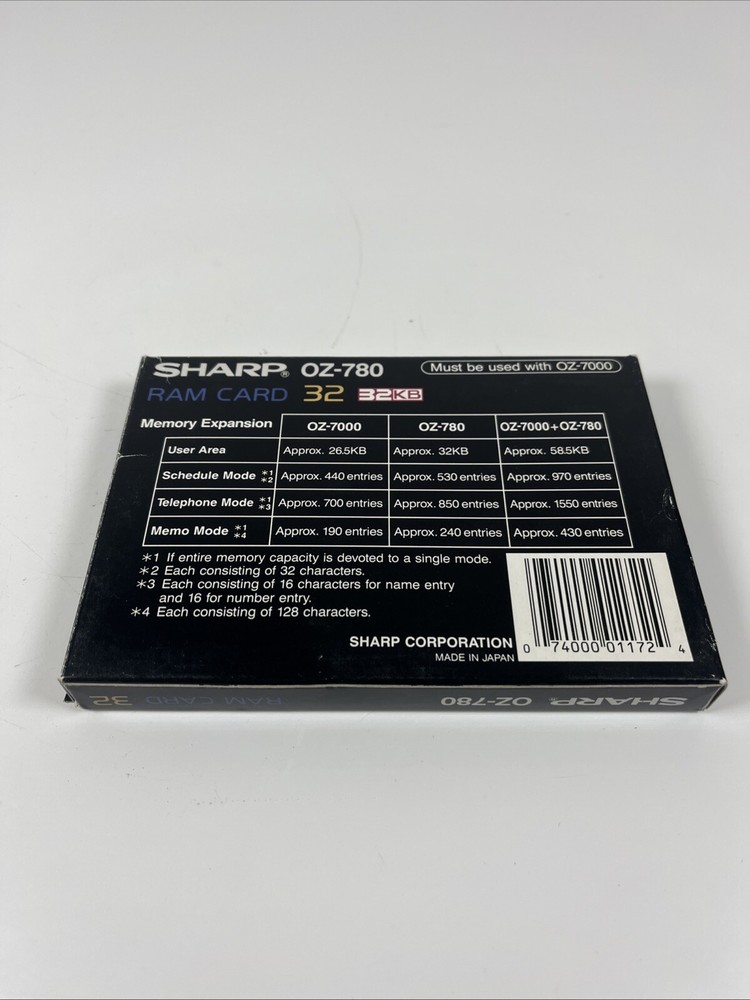 SHARP® OZ-780 Must be used with OZ-7000
RAM CARD 32 32KB
Memory Expansion OZ-7000 OZ-780 OZ-7000+OZ-780
User Area Approx. 26.5KB Approx. 32KB Approx. 58.5KB
Schedule Mode *1 *2 Approx. 440 entries Approx. 530 entries Approx. 970 entries
Telephone Mode *1 *3 Approx. 700 entries Approx. 850 entries Approx. 1550 entries
Memo Mode *1 *4 Approx. 190 entries Approx. 240 entries Approx. 430 entries
*1 If entire memory capacity is devoted to a single mode.
*2 Each consisting of 32 characters.
*3 Each consisting of 16 characters for name entry
and 16 for number entry.
*4 Each consisting of 128 characters.
SHARP CORPORATION
MADE IN JAPAN
0 74000 01172 4
SHARP® OZ-780 RAM CARD 32